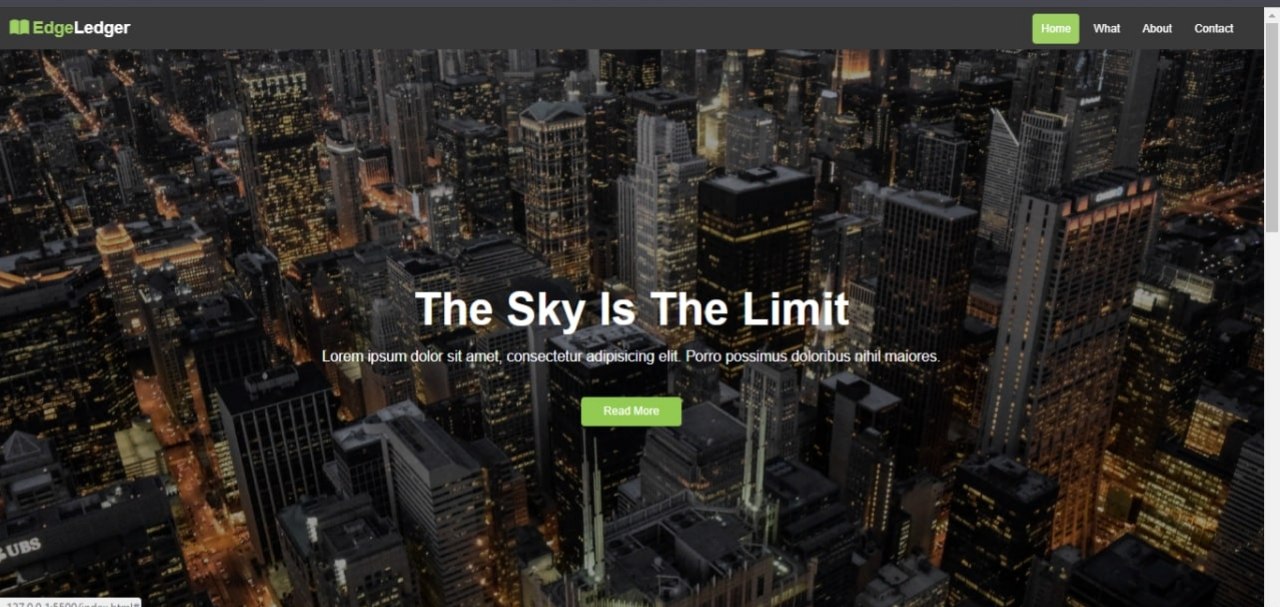 EdgeLedger
Home What About Contact
The Sky Is The Limit
Lorem ipsum dolor sit amet, consectetur adipisicing elit. Porro possimus doloribus nihil maiores.
Read More
UBS
127.0.0.1:5500/index.html#